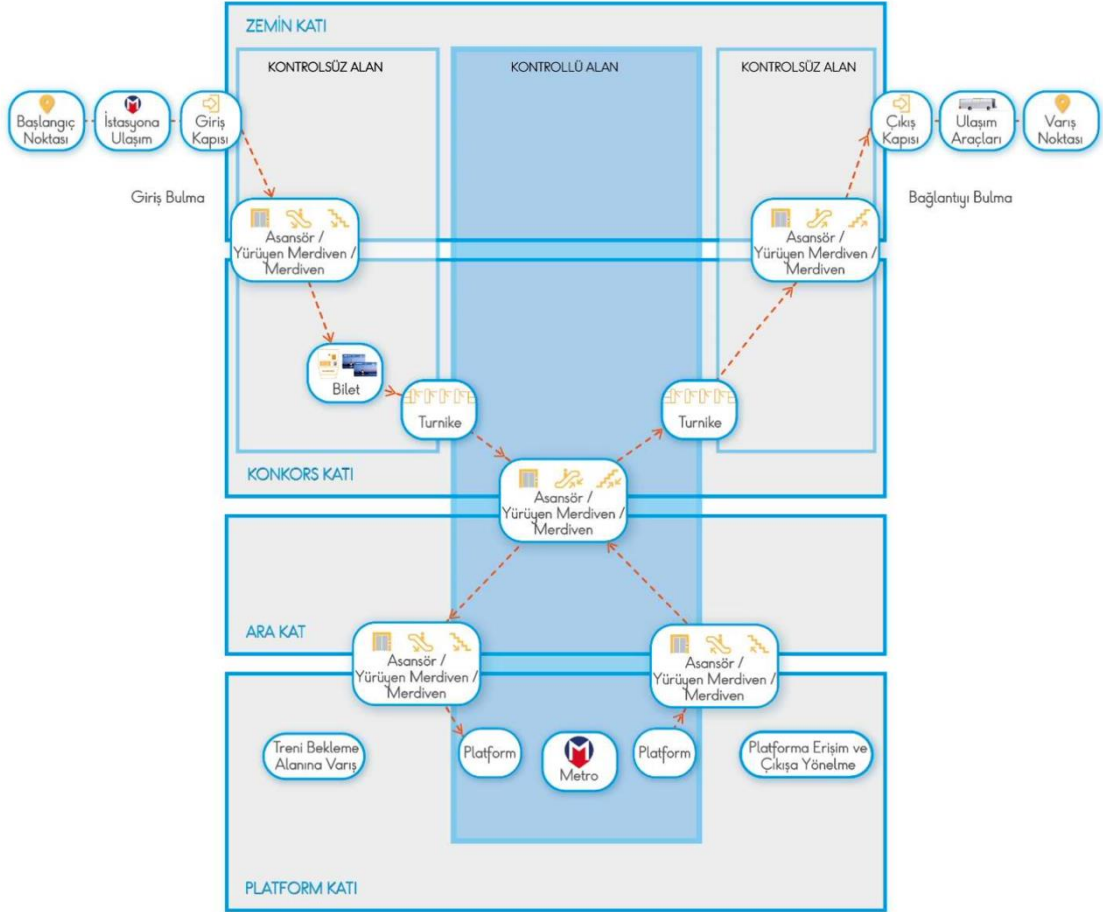 ZEMİN KATI
KONTROLSÜZ ALAN
KONTROLLÜ ALAN
KONTROLSÜZ ALAN
Başlangıç
Noktası
İstasyona
Ulaşım
Giriş
Kapısı
Çıkış
Kapısı
Ulaşım
Araçları
Varış
Noktası
Giriş Bulma
Bağlantıyı Bulma
Asansör /
Yürüyen Merdiven /
Merdiven
Asansör /
Yürüyen Merdiven /
Merdiven
Bilet
Turnike
Turnike
KONKORS KATI
Asansör /
Yürüyen Merdiven /
Merdiven
ARA KAT
Asansör /
Yürüyen Merdiven /
Merdiven
Asansör /
Yürüyen Merdiven /
Merdiven
Treni Bekleme
Alanına Varış
Platform
Metro
Platform
Platforma Erişim ve
Çıkışa Yönelme
PLATFORM KATI